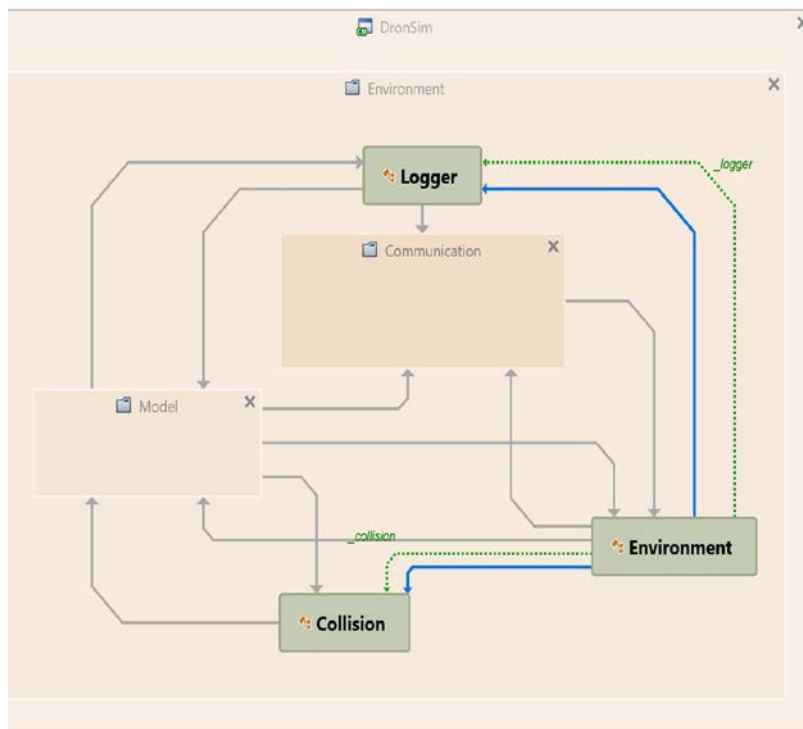 DronSim
Environment
_logger
Logger
Communication
Model
_collision
Environment
Collision